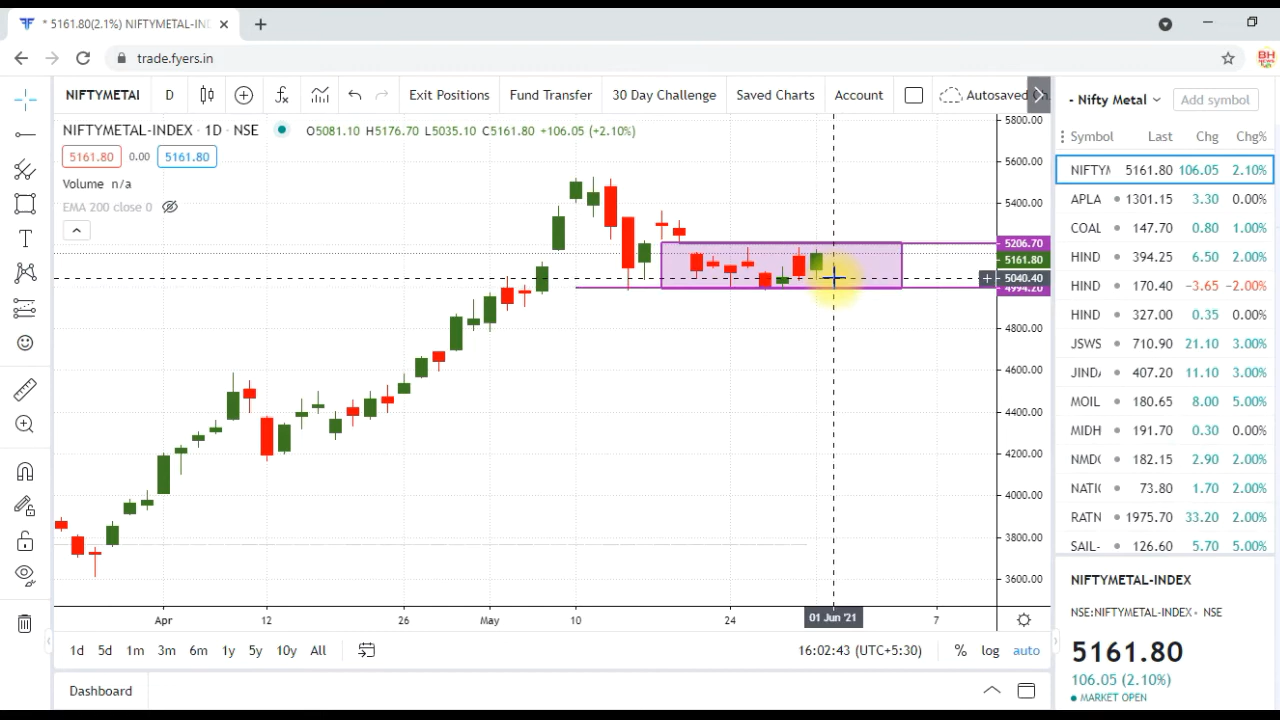 * 5161.80(2.1%) NIFTYMETAL-IN
trade.fyers.in
BH NEWS
NIFTYMETAl D Exit Positions Fund Transfer 30 Day Challenge Saved Charts Account Autosaved
NIFTYMETAL-INDEX · 1D · NSE O5081.10 H5176.70 L5035.10 C5161.80 +106.05 (+2.10%)
5161.80 0.00 5161.80
Volume n/a
EMA 200 close 0
5800.00
5600.00
5400.00
5206.70
5161.80
5040.40
4994.20
4800.00
4600.00
4400.00
4200.00
4000.00
3800.00
3600.00
Apr 12 26 May 10 24 01 Jun '21 7
1d 5d 1m 3m 6m 1y 5y 10y All 16:02:43 (UTC+5:30) % log auto
Dashboard
- Nifty Metal Add symbol
Symbol Last Chg Chg%
NIFTYM 5161.80 106.05 2.10%
APLA 1301.15 3.30 0.00%
COAL 147.70 0.80 1.00%
HIND 394.25 6.50 2.00%
HIND 170.40 −3.65 −2.00%
HIND 327.00 0.35 0.00%
JSWS 710.90 21.10 3.00%
JINDA 407.20 11.10 3.00%
MOIL 180.65 8.00 5.00%
MIDH 191.70 0.30 0.00%
NMDC 182.15 2.90 2.00%
NATIO 73.80 1.70 2.00%
RATN 1975.70 33.20 2.00%
SAIL- 126.60 5.70 5.00%
NIFTYMETAL-INDEX
NSE:NIFTYMETAL-INDEX • NSE
5161.80
106.05 (2.10%)
MARKET OPEN